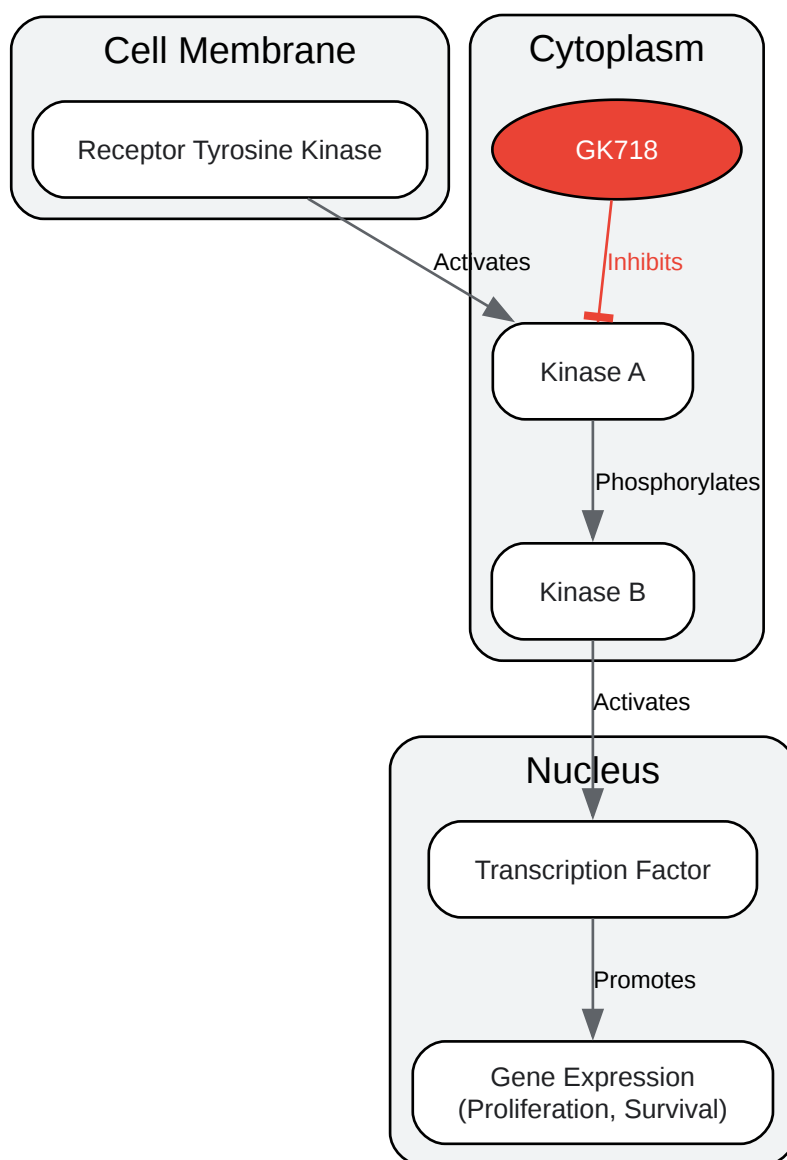 Cell Membrane
Cytoplasm
Receptor Tyrosine Kinase
GK718
Activates
Inhibits
Kinase A
Phosphorylates
Kinase B
Activates
Nucleus
Transcription Factor
Promotes
Gene Expression
(Proliferation, Survival)